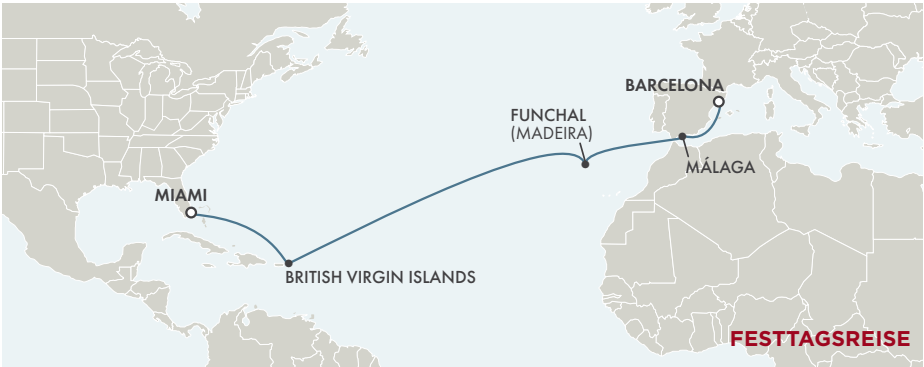 BARCELONA
FUNCHAL
(MADEIRA)
MÁLAGA
MIAMI
BRITISH VIRGIN ISLANDS
FESTTAGSREISE